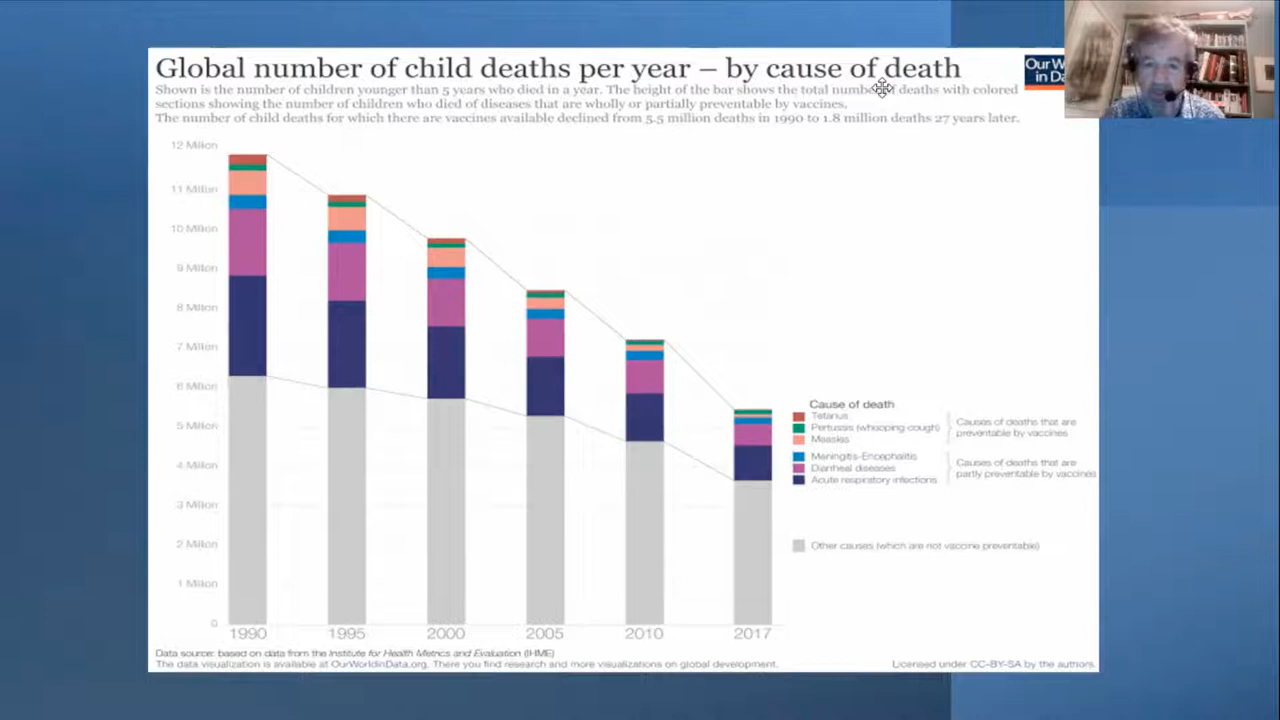 Global number of child deaths per year – by cause of death
Our W
in Da
Shown is the number of children younger than 5 years who died in a year. The height of the bar shows the total number of deaths with colored
sections showing the number of children who died of diseases that are wholly or partially preventable by vaccines.
The number of child deaths for which there are vaccines available declined from 5.5 million deaths in 1990 to 1.8 million deaths 27 years later.
12 Million
11 Million
10 Million
9 Million
8 Million
7 Million
6 Million
5 Million
4 Million
3 Million
2 Million
1 Million
0
1990 1995 2000 2005 2010 2017
Cause of death
Tetanus
Pertussis (whooping cough)
Measles
Causes of deaths that are
preventable by vaccines
Meningitis-Encephalitis
Diarrheal diseases
Acute respiratory infections
Causes of deaths that are
partly preventable by vaccines
Other causes (which are not vaccine preventable)
Data source: based on data from the Institute for Health Metrics and Evaluation (IHME)
The data visualization is available at OurWorldinData.org. There you find research and more visualizations on global development.
Licensed under CC-BY-SA by the authors.